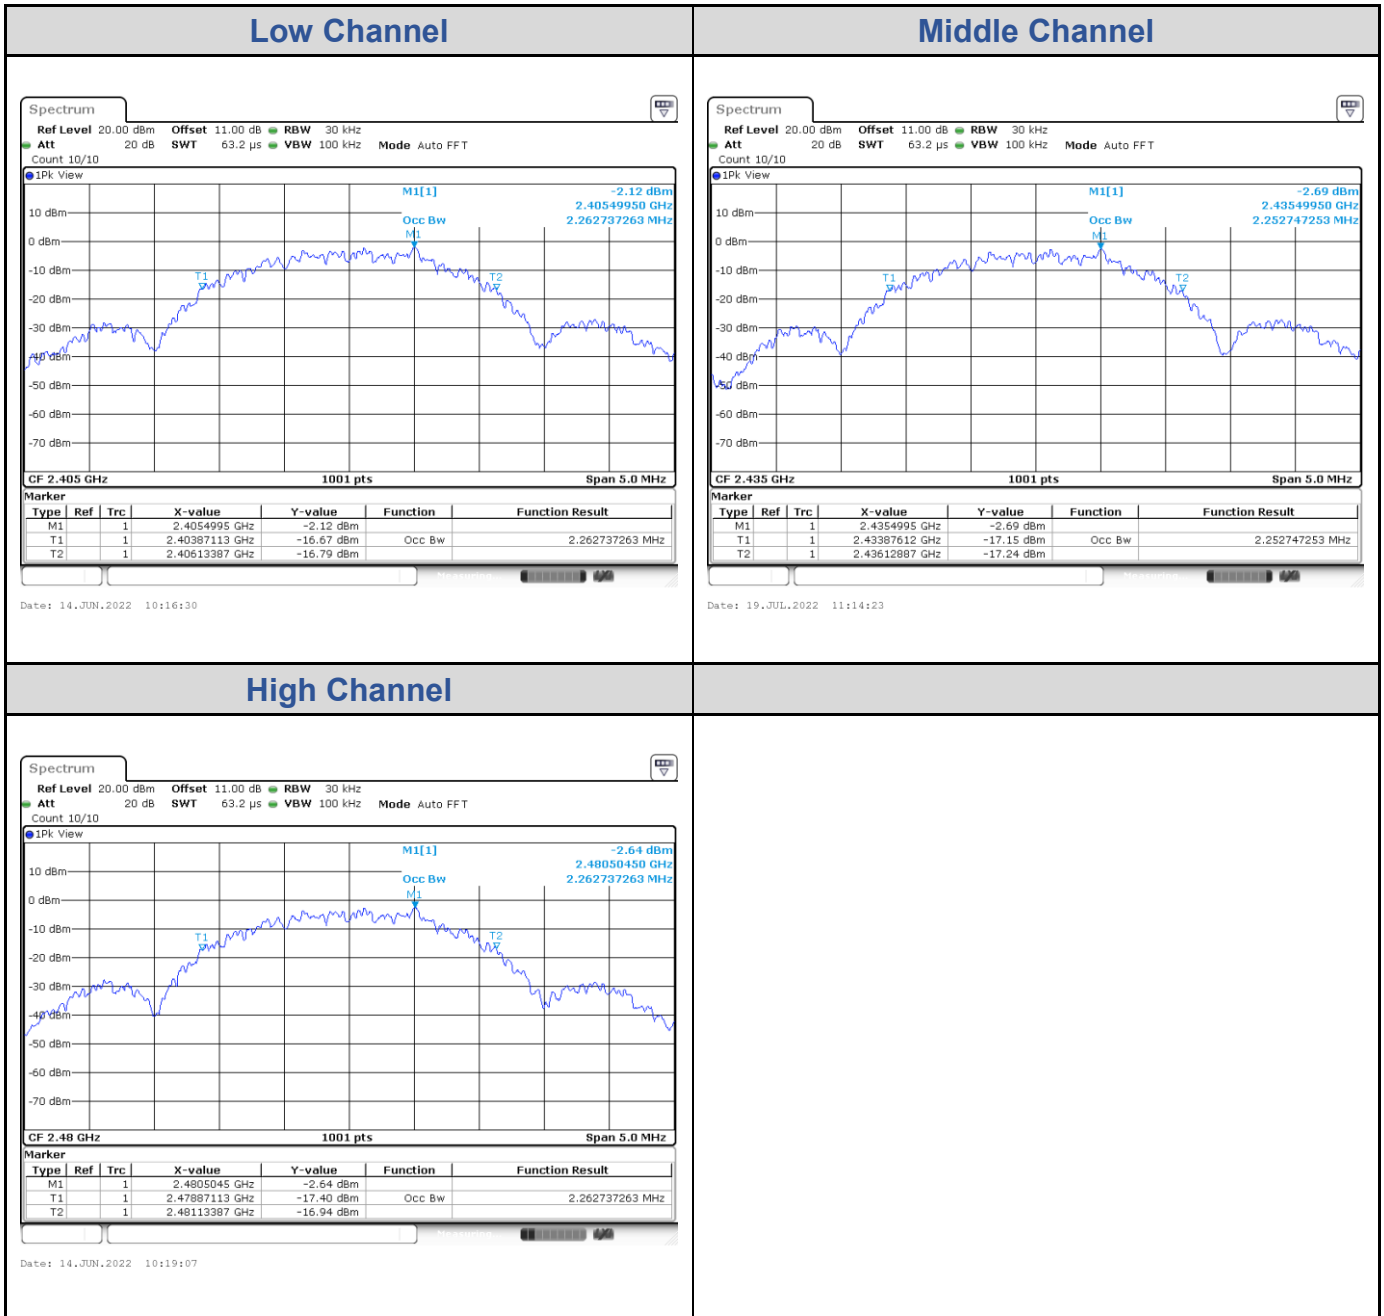 Low Channel
Middle Channel
Spectrum
Ref Level 20.00 dBm Offset 11.00 dB RBW 30 kHz
Att 20 dB SWT 63.2 µs VBW 100 kHz Mode Auto FFT
Count 10/10
1Pk View
M1[1] -2.12 dBm
2.40549950 GHz
Occ Bw 2.262737263 MHz
M1
T1
T2
10 dBm
0 dBm
-10 dBm
-20 dBm
-30 dBm
-40 dBm
-50 dBm
-60 dBm
-70 dBm
CF 2.405 GHz 1001 pts Span 5.0 MHz
Marker
Type Ref Trc X-value Y-value Function Function Result
M1 1 2.4054995 GHz -2.12 dBm
T1 1 2.40387113 GHz -16.67 dBm Occ Bw 2.262737263 MHz
T2 1 2.40613387 GHz -16.79 dBm
Measuring...
Date: 14.JUN.2022 10:16:30
Spectrum
Ref Level 20.00 dBm Offset 11.00 dB RBW 30 kHz
Att 20 dB SWT 63.2 µs VBW 100 kHz Mode Auto FFT
Count 10/10
1Pk View
M1[1] -2.69 dBm
2.43549950 GHz
Occ Bw 2.252747253 MHz
M1
T1
T2
10 dBm
0 dBm
-10 dBm
-20 dBm
-30 dBm
-40 dBm
-50 dBm
-60 dBm
-70 dBm
CF 2.435 GHz 1001 pts Span 5.0 MHz
Marker
Type Ref Trc X-value Y-value Function Function Result
M1 1 2.4354995 GHz -2.69 dBm
T1 1 2.43387612 GHz -17.15 dBm Occ Bw 2.252747253 MHz
T2 1 2.43612887 GHz -17.24 dBm
Measuring...
Date: 19.JUL.2022 11:14:23
High Channel
Spectrum
Ref Level 20.00 dBm Offset 11.00 dB RBW 30 kHz
Att 20 dB SWT 63.2 µs VBW 100 kHz Mode Auto FFT
Count 10/10
1Pk View
M1[1] -2.64 dBm
2.48050450 GHz
Occ Bw 2.262737263 MHz
M1
T1
T2
10 dBm
0 dBm
-10 dBm
-20 dBm
-30 dBm
-40 dBm
-50 dBm
-60 dBm
-70 dBm
CF 2.48 GHz 1001 pts Span 5.0 MHz
Marker
Type Ref Trc X-value Y-value Function Function Result
M1 1 2.4805045 GHz -2.64 dBm
T1 1 2.47887113 GHz -17.40 dBm Occ Bw 2.262737263 MHz
T2 1 2.48113387 GHz -16.94 dBm
Measuring...
Date: 14.JUN.2022 10:19:07